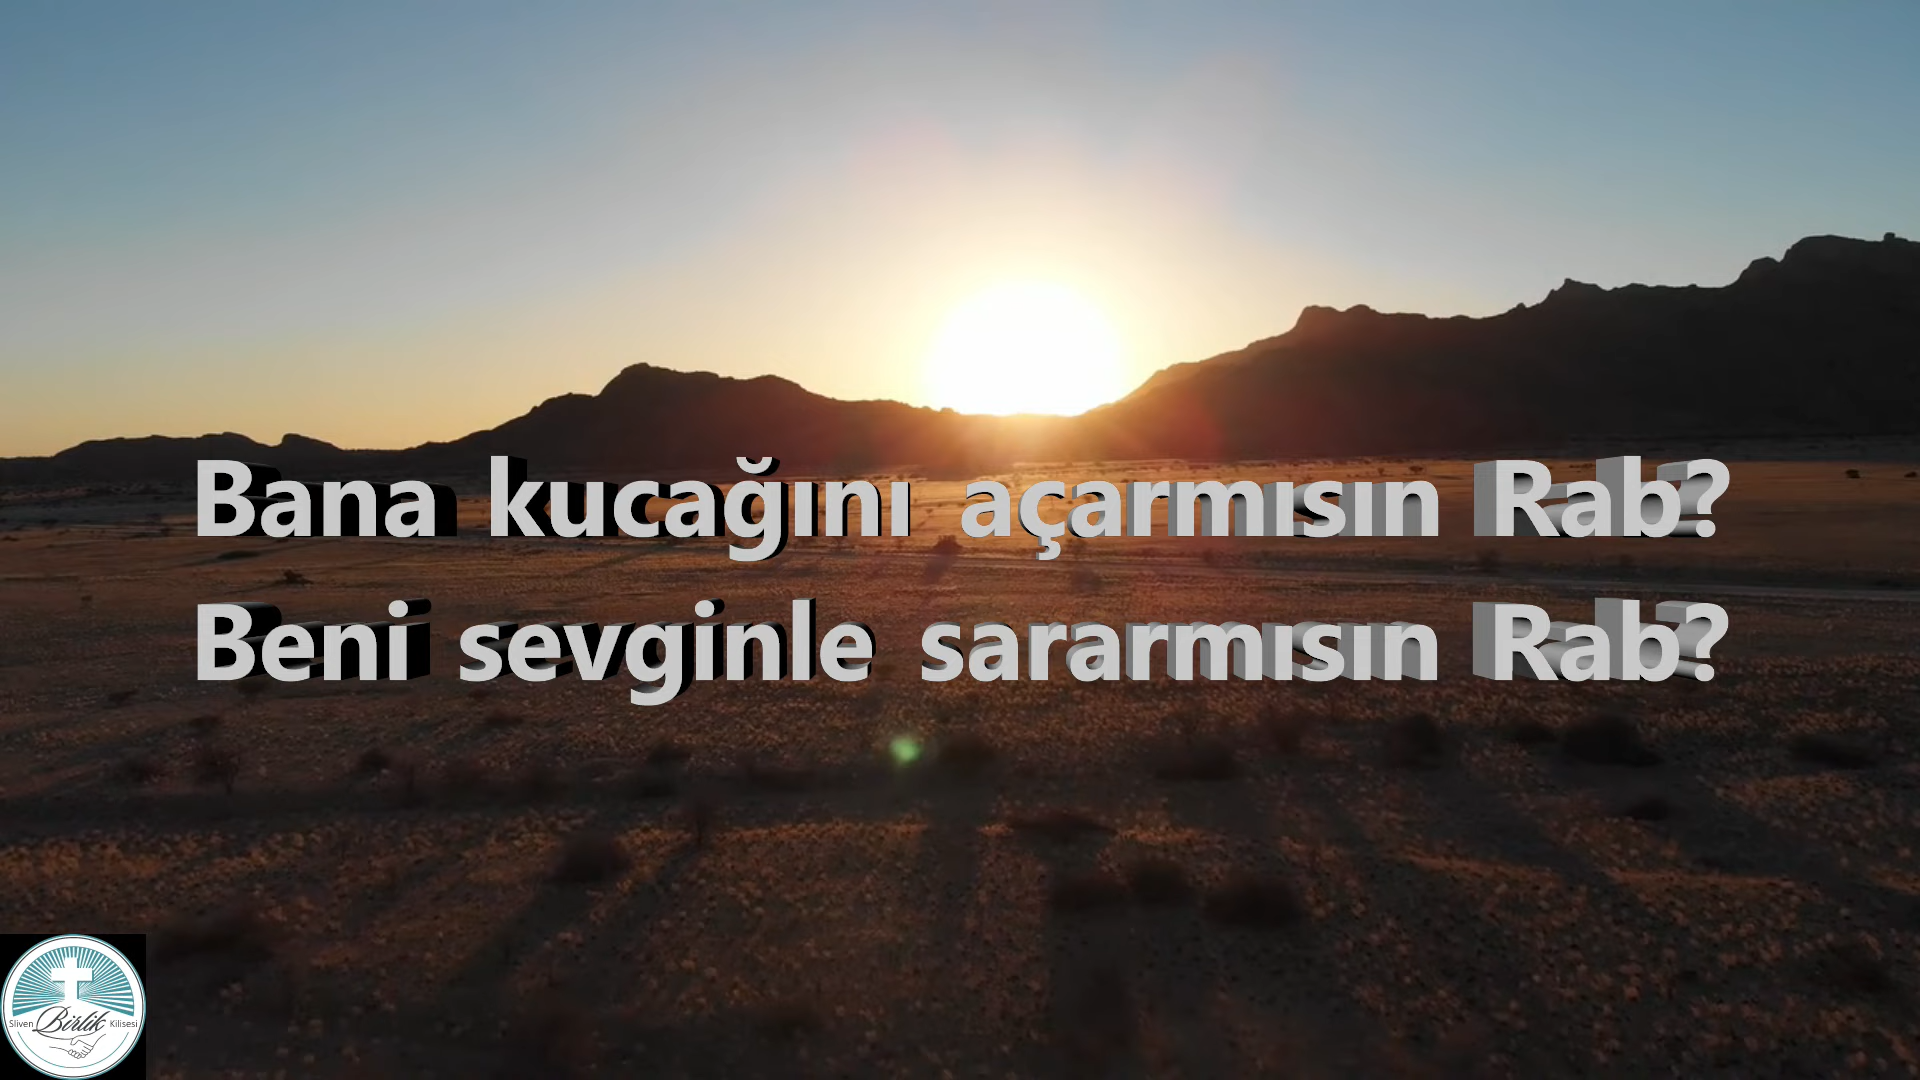 Bana kucağını açarmısın Rab?
Beni sevginle sararmısın Rab?
Sliven Birlik Kilisesi